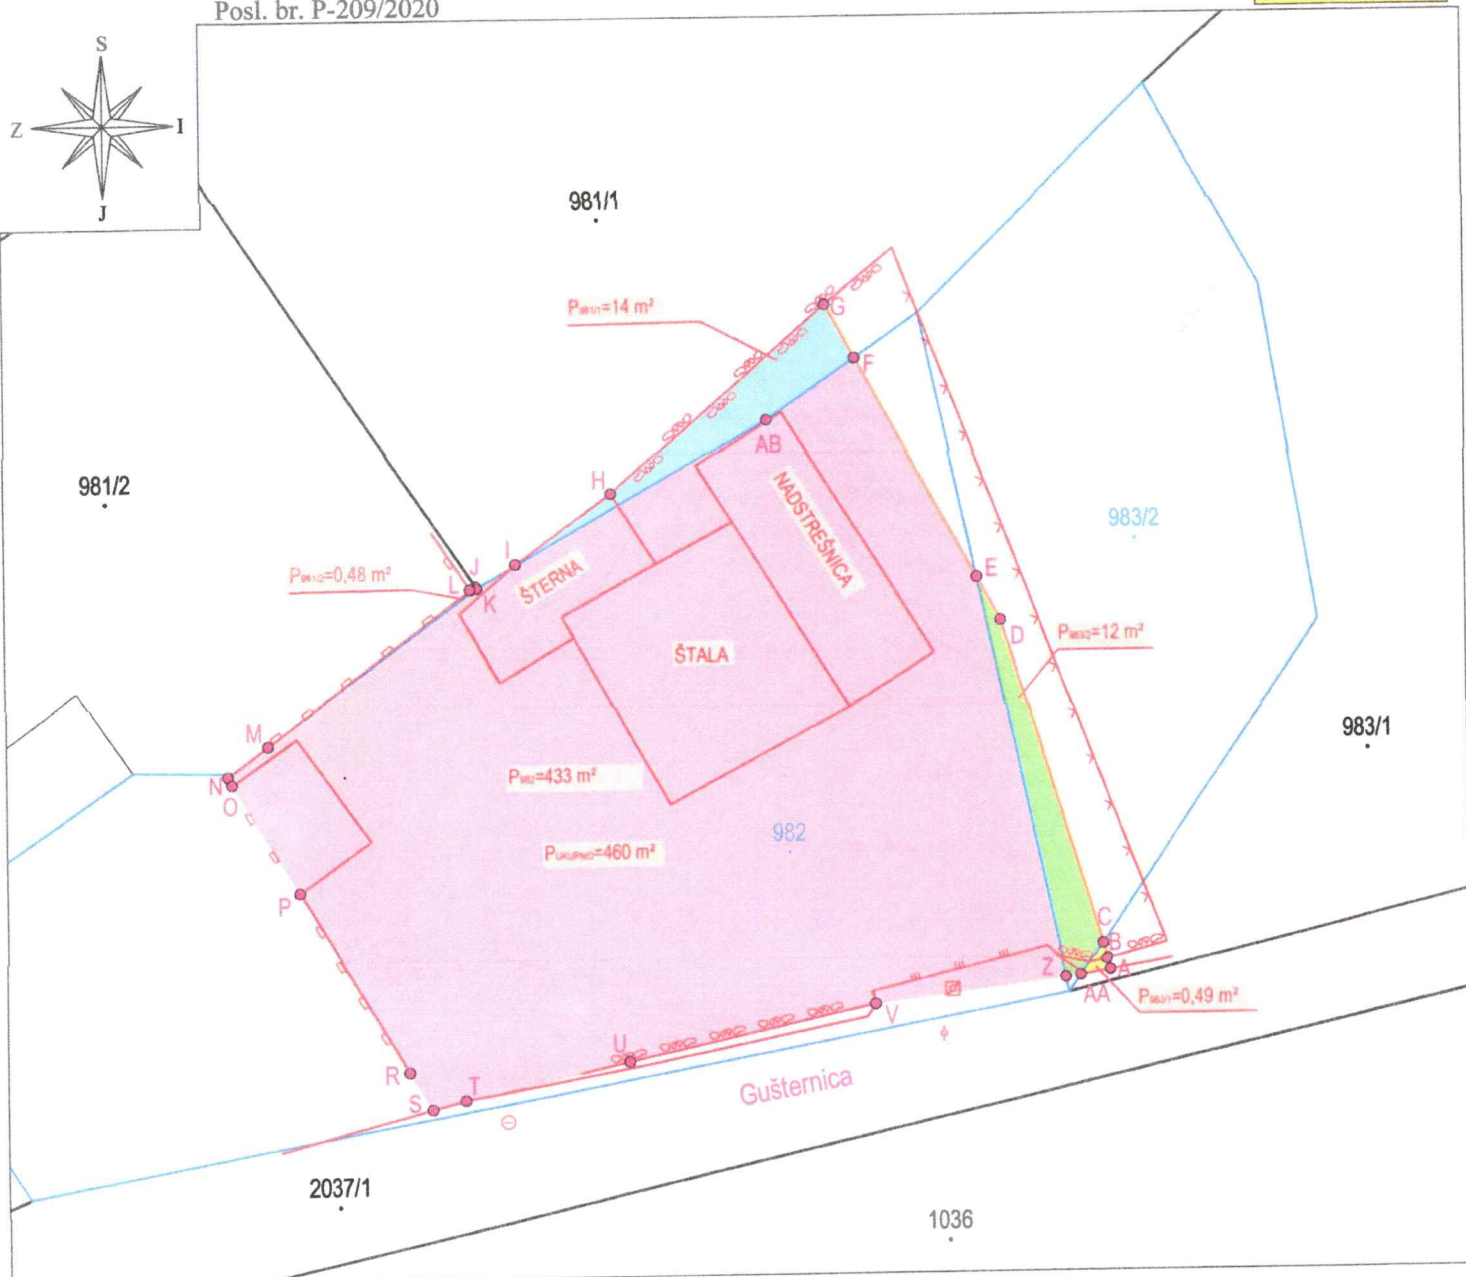 Posl. br. P-209/2020
S
Z
I
J
981/1
P981/1=14 m²
G
F
AB
981/2
H
NADSTREŠNICA
983/2
P981/2=0,48 m²
I
J
L
K
ŠTERNA
E
D
P983/2=12 m²
ŠTALA
983/1
M
N
O
P982=433 m²
982
PUKUPNO=460 m²
P
C
B
A
Z
AA
P983/1=0,49 m²
V
U
R
T
S
Gušternica
2037/1
1036